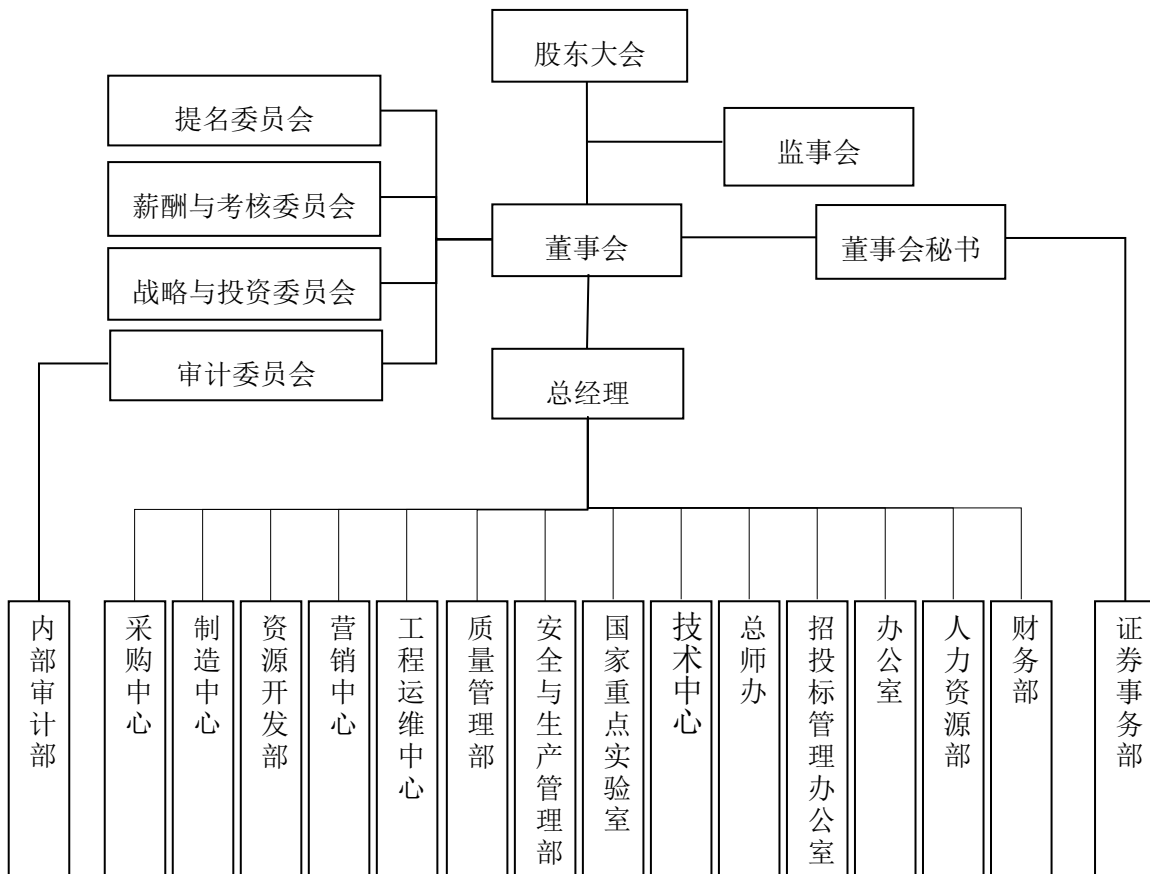 股东大会
提名委员会
监事会
薪酬与考核委员会
董事会
董事会秘书
战略与投资委员会
审计委员会
总经理
内部审计部
采购中心
制造中心
资源开发部
营销中心
工程运维中心
质量管理部
安全与生产管理部
国家重点实验室
技术中心
总师办
招投标管理办公室
办公室
人力资源部
财务部
证券事务部